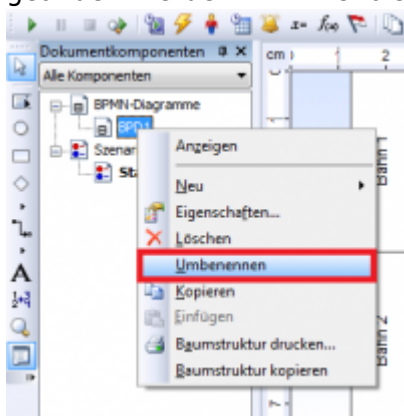 Dokumentkomponenten
cm
2
Alle Komponenten
BPMN-Diagramme
BPD1
Szenar
Sta
Anzeigen
Neu
Eigenschaften...
Löschen
Umbenennen
Kopieren
Einfügen
Baumstruktur drucken...
Baumstruktur kopieren
Bahn 1
Bahn 2